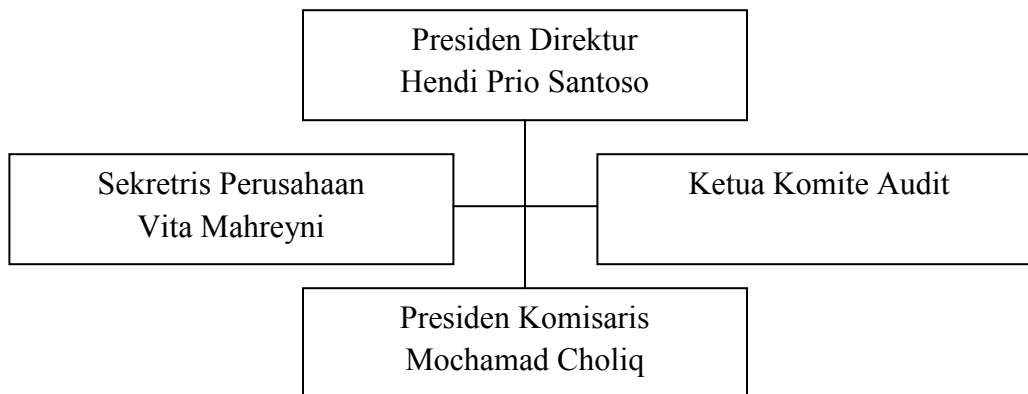 Presiden Direktur
Hendi Prio Santoso
Sekretris Perusahaan
Vita Mahreyni
Ketua Komite Audit
Presiden Komisaris
Mochamad Choliq